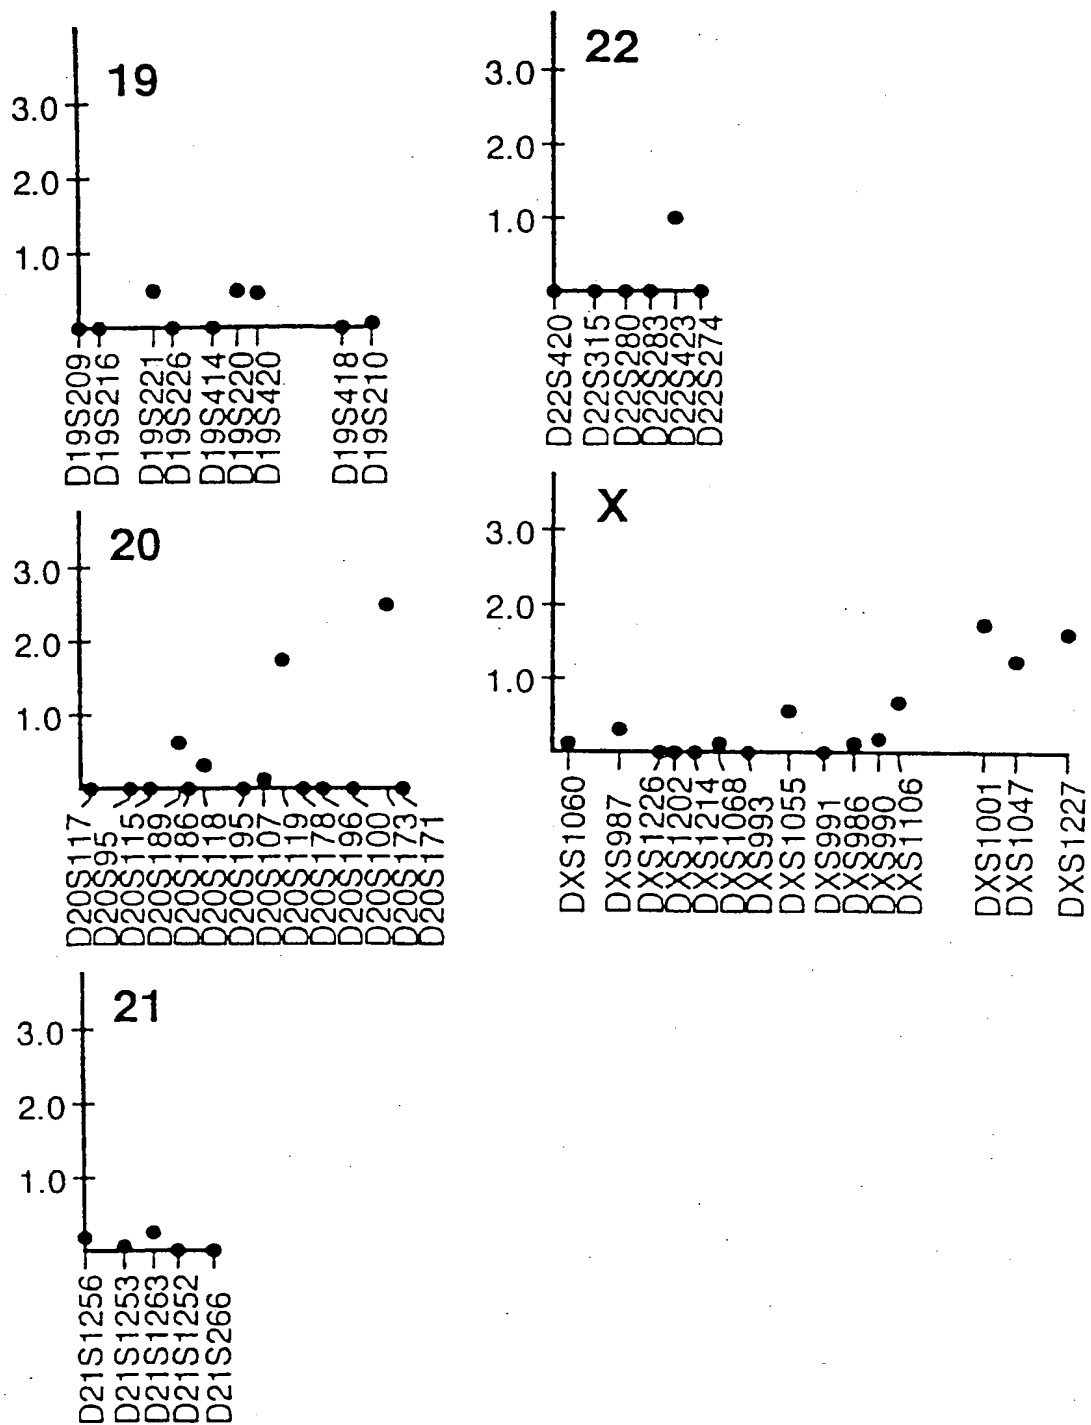 19
3.0
2.0
1.0
D19S209
D19S216
D19S221
D19S226
D19S414
D19S220
D19S420
D19S418
D19S210
22
3.0
2.0
1.0
D22S420
D22S315
D22S280
D22S283
D22S423
D22S274
20
3.0
2.0
1.0
D20S117
D20S95
D20S115
D20S189
D20S186
D20S118
D20S195
D20S107
D20S119
D20S178
D20S196
D20S100
D20S173
D20S171
X
3.0
2.0
1.0
DXS1060
DXS987
DXS1226
DXS1202
DXS1214
DXS1068
DXS993
DXS1055
DXS991
DXS986
DXS990
DXS1106
DXS1001
DXS1047
DXS1227
21
3.0
2.0
1.0
D21S1256
D21S1253
D21S1263
D21S1252
D21S266